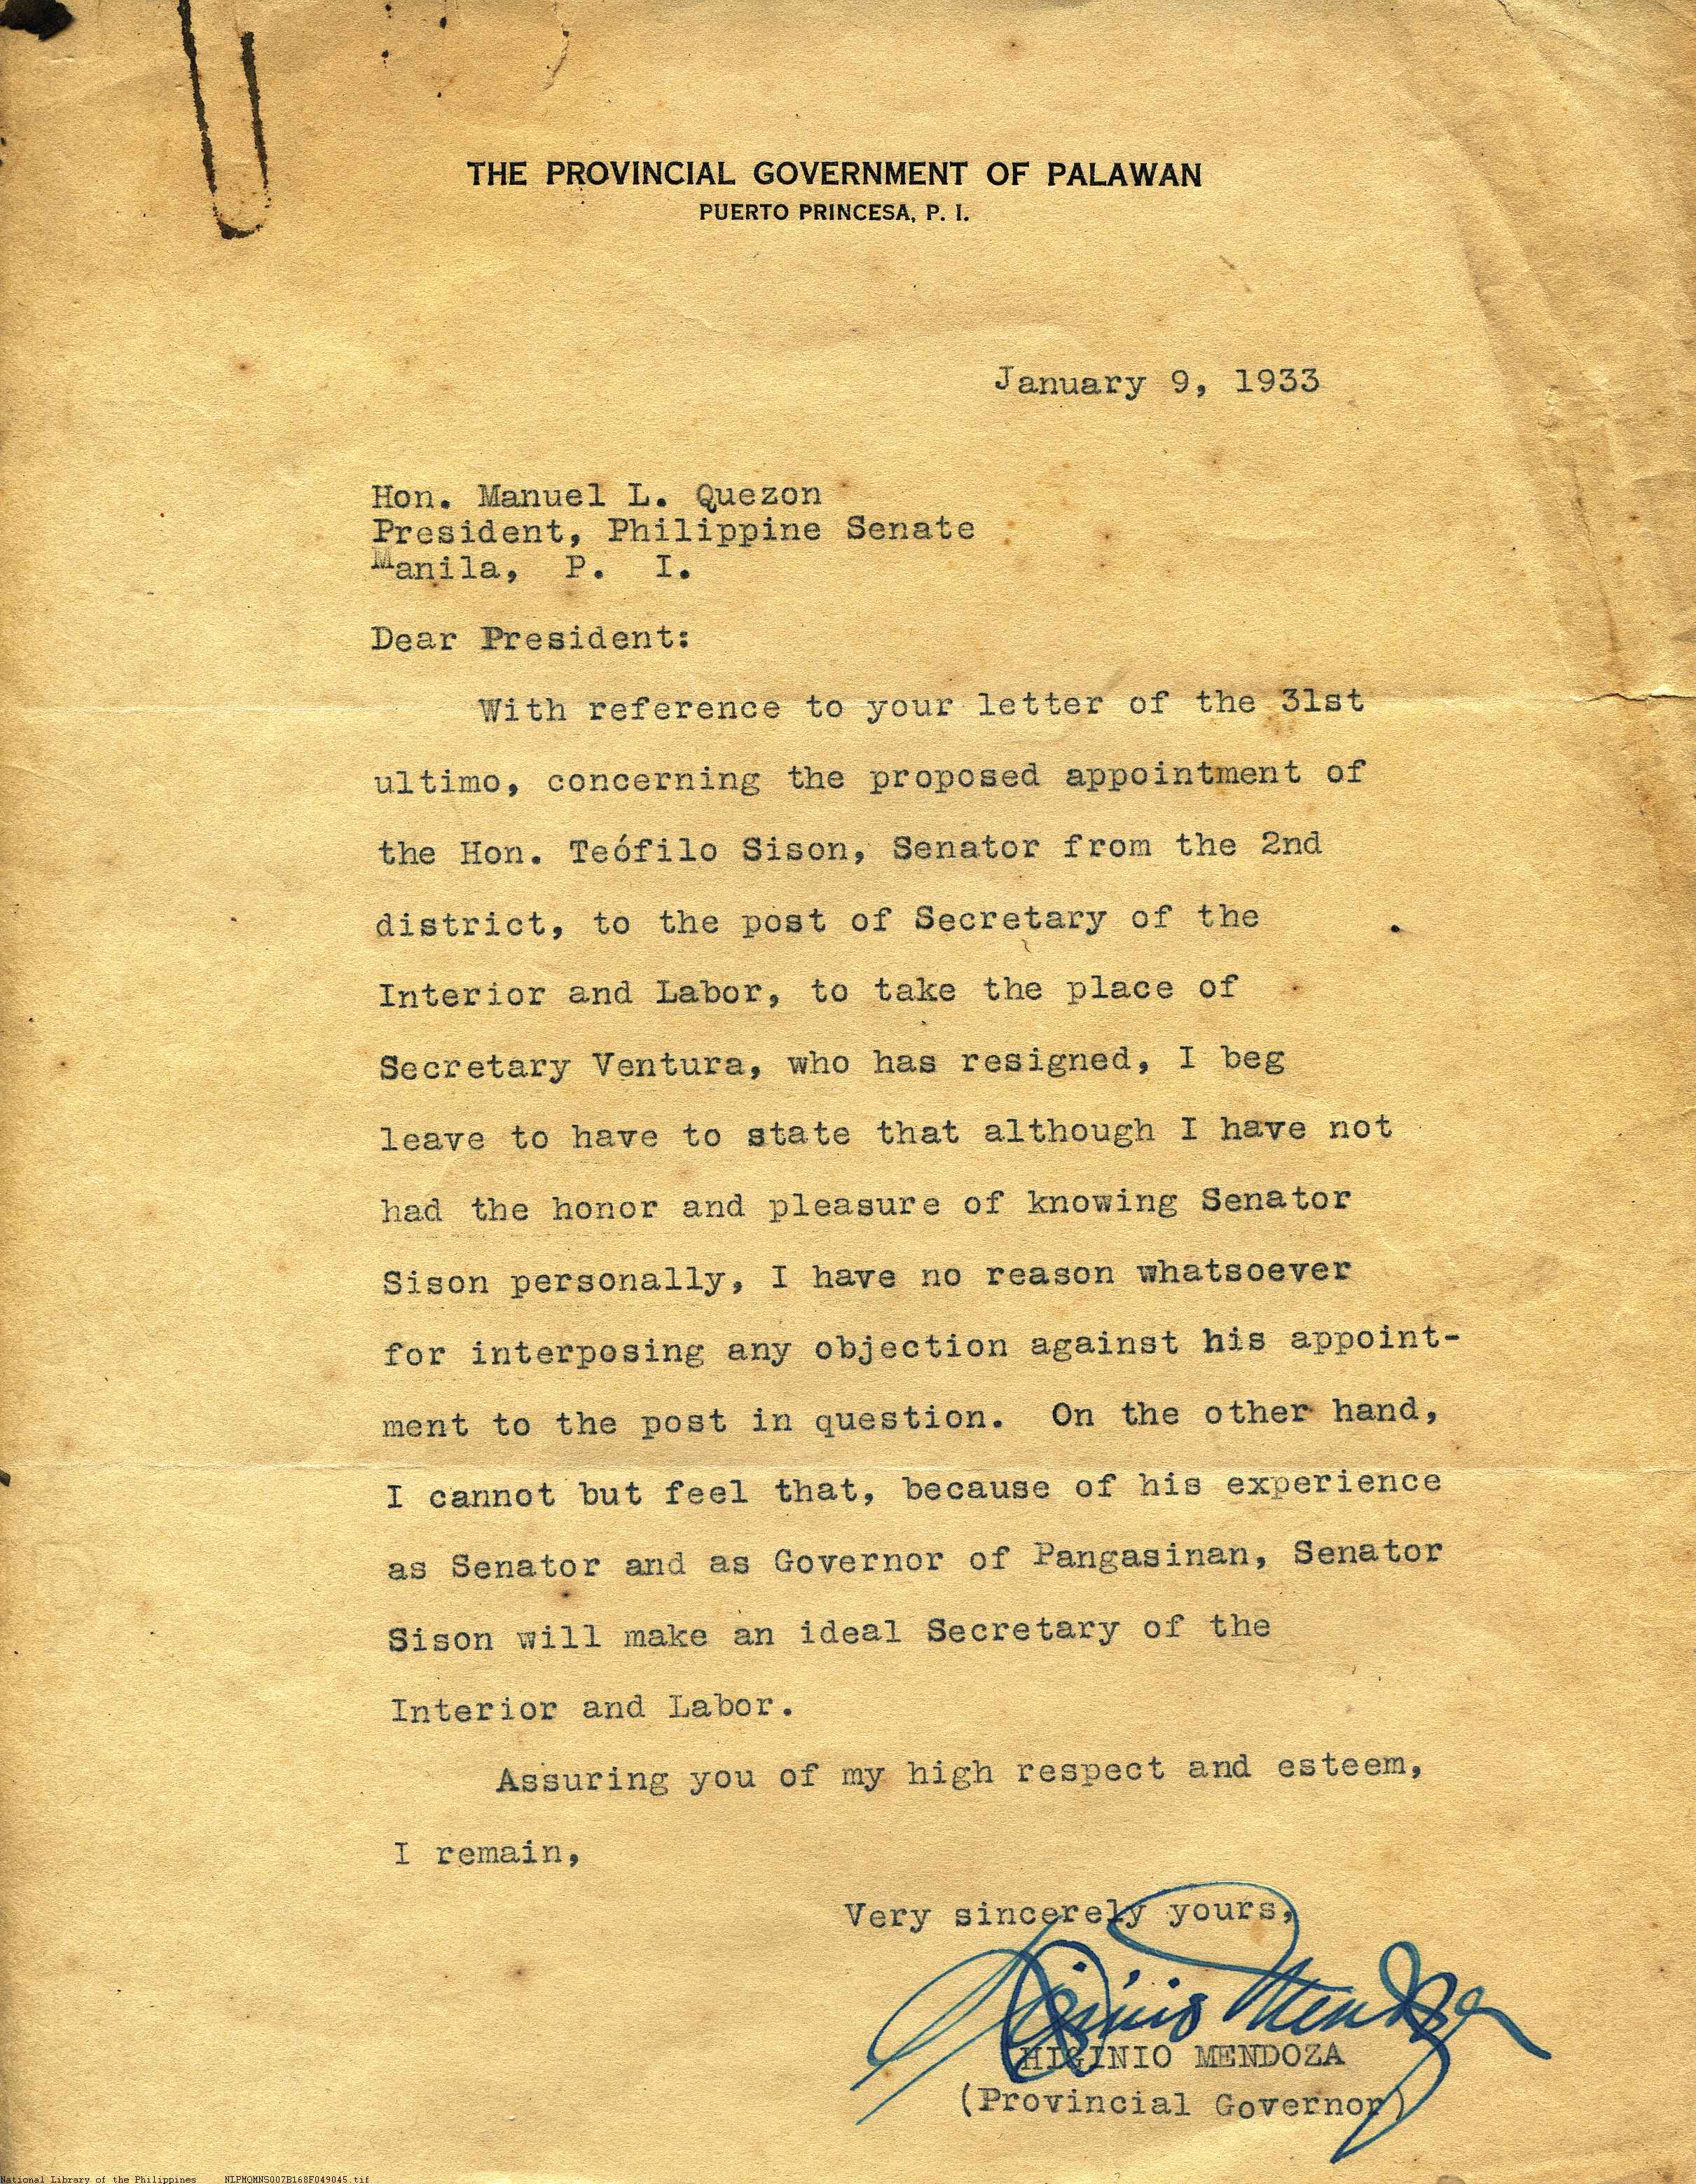 THE PROVINCIAL GOVERNMENT OF PALAWAN
PUERTO PRINCESA, P. I.
January 9, 1933
Hon. Manuel L. Quezon
President, Philippine Senate
Manila, P. I.
Dear President:
With reference to your letter of the 31st
ultimo, concerning the proposed appointment of
the Hon. Teófilo Sison, Senator from the 2nd
district, to the post of Secretary of the
Interior and Labor, to take the place of
Secretary Ventura, who has resigned, I beg
leave to have to state that although I have not
had the honor and pleasure of knowing Senator
Sison personally, I have no reason whatsoever
for interposing any objection against his appoint-
ment to the post in question. On the other hand,
I cannot but feel that, because of his experience
as Senator and as Governor of Pangasinan, Senator
Sison will make an ideal Secretary of the
Interior and Labor.
Assuring you of my high respect and esteem,
I remain,
Very sincerely yours,
Higinio Mendoza
HIGINIO MENDOZA
(Provincial Governor)
National Library of the Philippines NLPMQMNS007B168F049045.tif